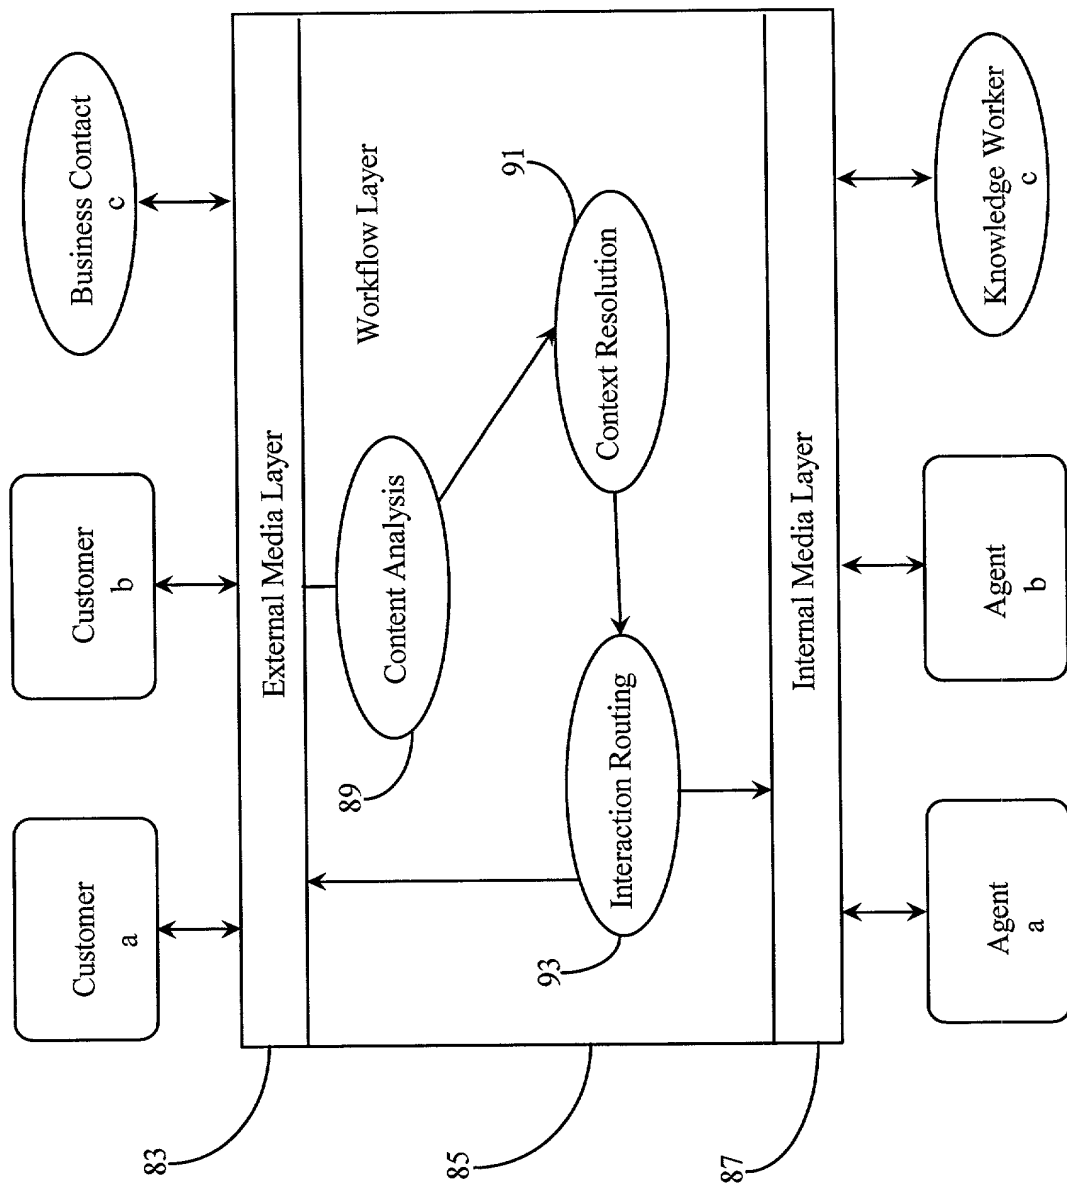 Customer
a
Customer
b
Business Contact
c
83
External Media Layer
85
Workflow Layer
89
Content Analysis
91
Context Resolution
93
Interaction Routing
87
Internal Media Layer
Agent
a
Agent
b
Knowledge Worker
c